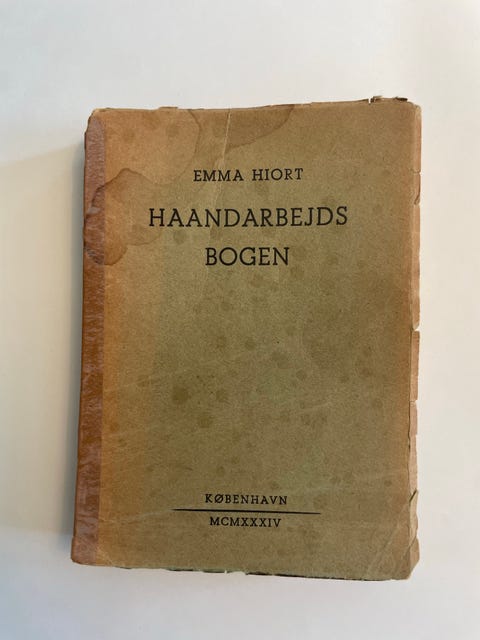 EMMA HIORT
HAANDARBEJDS
BOGEN
KØBENHAVN
MCMXXXIV